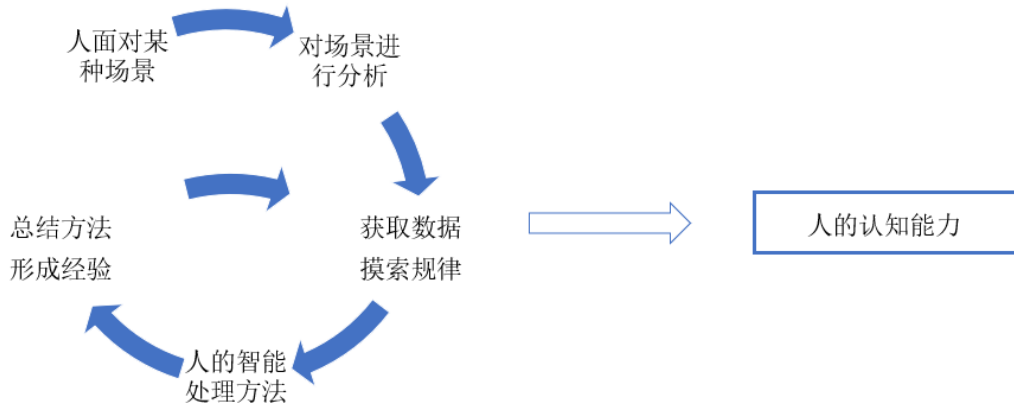 人面对某
种场景
对场景进
行分析
总结方法
形成经验
获取数据
摸索规律
人的智能
处理方法
人的认知能力